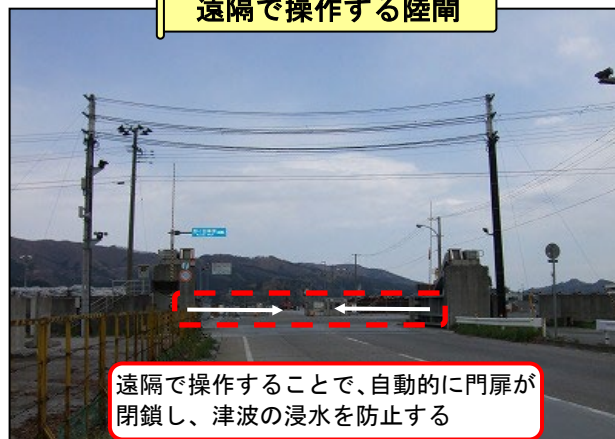 遠隔で操作する陸閘
遠隔で操作することで、自動的に門扉が
閉鎖し、津波の浸水を防止する